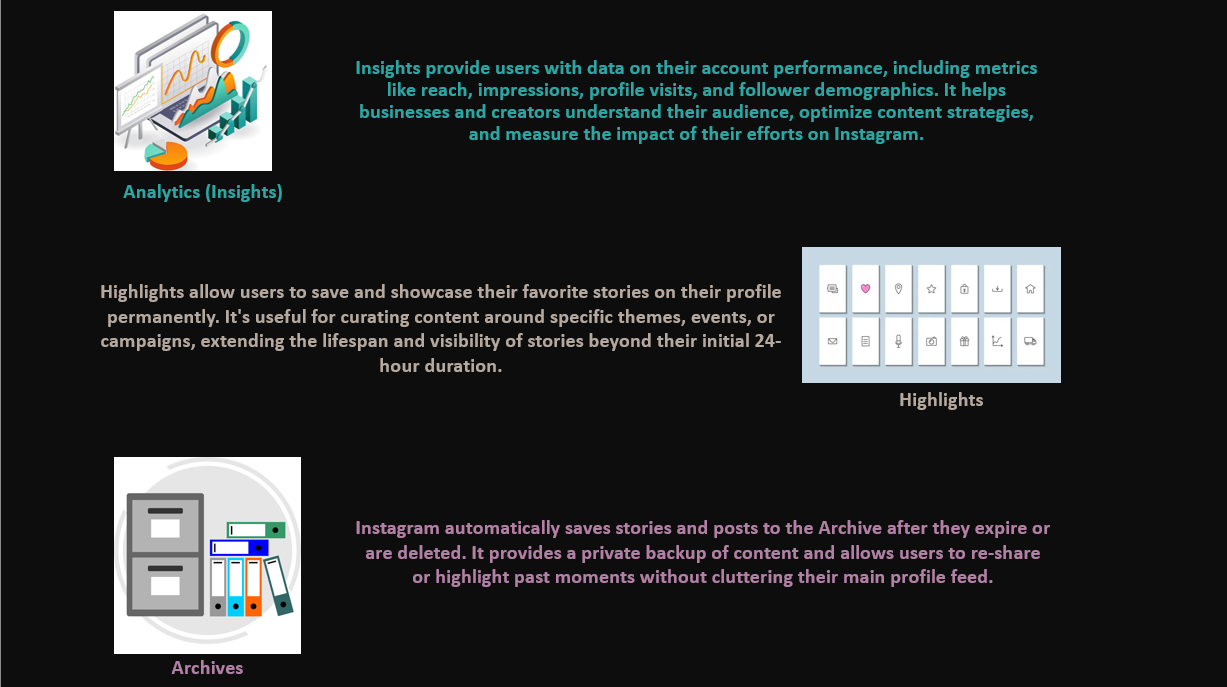 Insights provide users with data on their account performance, including metrics
like reach, impressions, profile visits, and follower demographics. It helps
businesses and creators understand their audience, optimize content strategies,
and measure the impact of their efforts on Instagram.
Analytics (Insights)
Highlights allow users to save and showcase their favorite stories on their profile
permanently. It's useful for curating content around specific themes, events, or
campaigns, extending the lifespan and visibility of stories beyond their initial 24-
hour duration.
Highlights
Instagram automatically saves stories and posts to the Archive after they expire or
are deleted. It provides a private backup of content and allows users to re-share
or highlight past moments without cluttering their main profile feed.
Archives